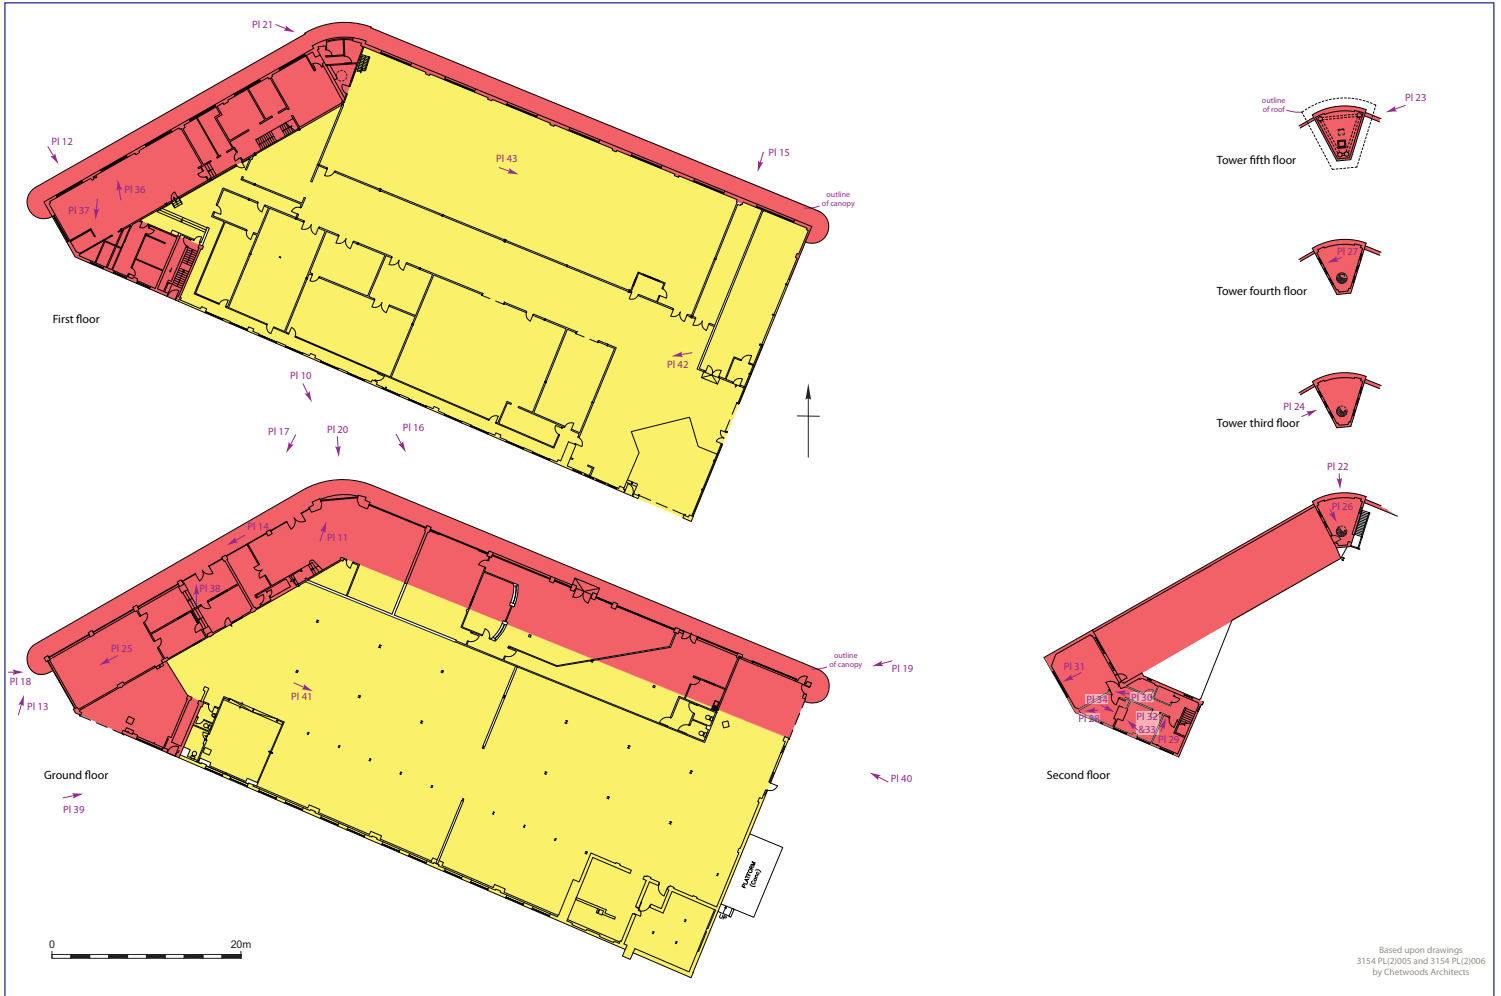 Pl 21
Pl 12
Pl 43
Pl 15
Pl 36
Pl 37
outline
of canopy
First floor
Pl 42
Pl 10
Pl 17
Pl 20
Pl 16
outline
of roof
Pl 23
Tower fifth floor
Pl 27
Tower fourth floor
Pl 24
Tower third floor
Pl 22
Pl 26
Pl 14
Pl 11
Pl 38
Pl 25
Pl 18
Pl 13
Pl 41
outline
of canopy
Pl 19
Pl 40
Ground floor
Pl 39
PLATFORM
(Conc)
0 20m
Pl 31
Pl 34
Pl 30
Pl 28
Pl 32
&33
Pl 29
Second floor
Based upon drawings
3154 PL(2)005 and 3154 PL(2)006
by Chetwoods Architects